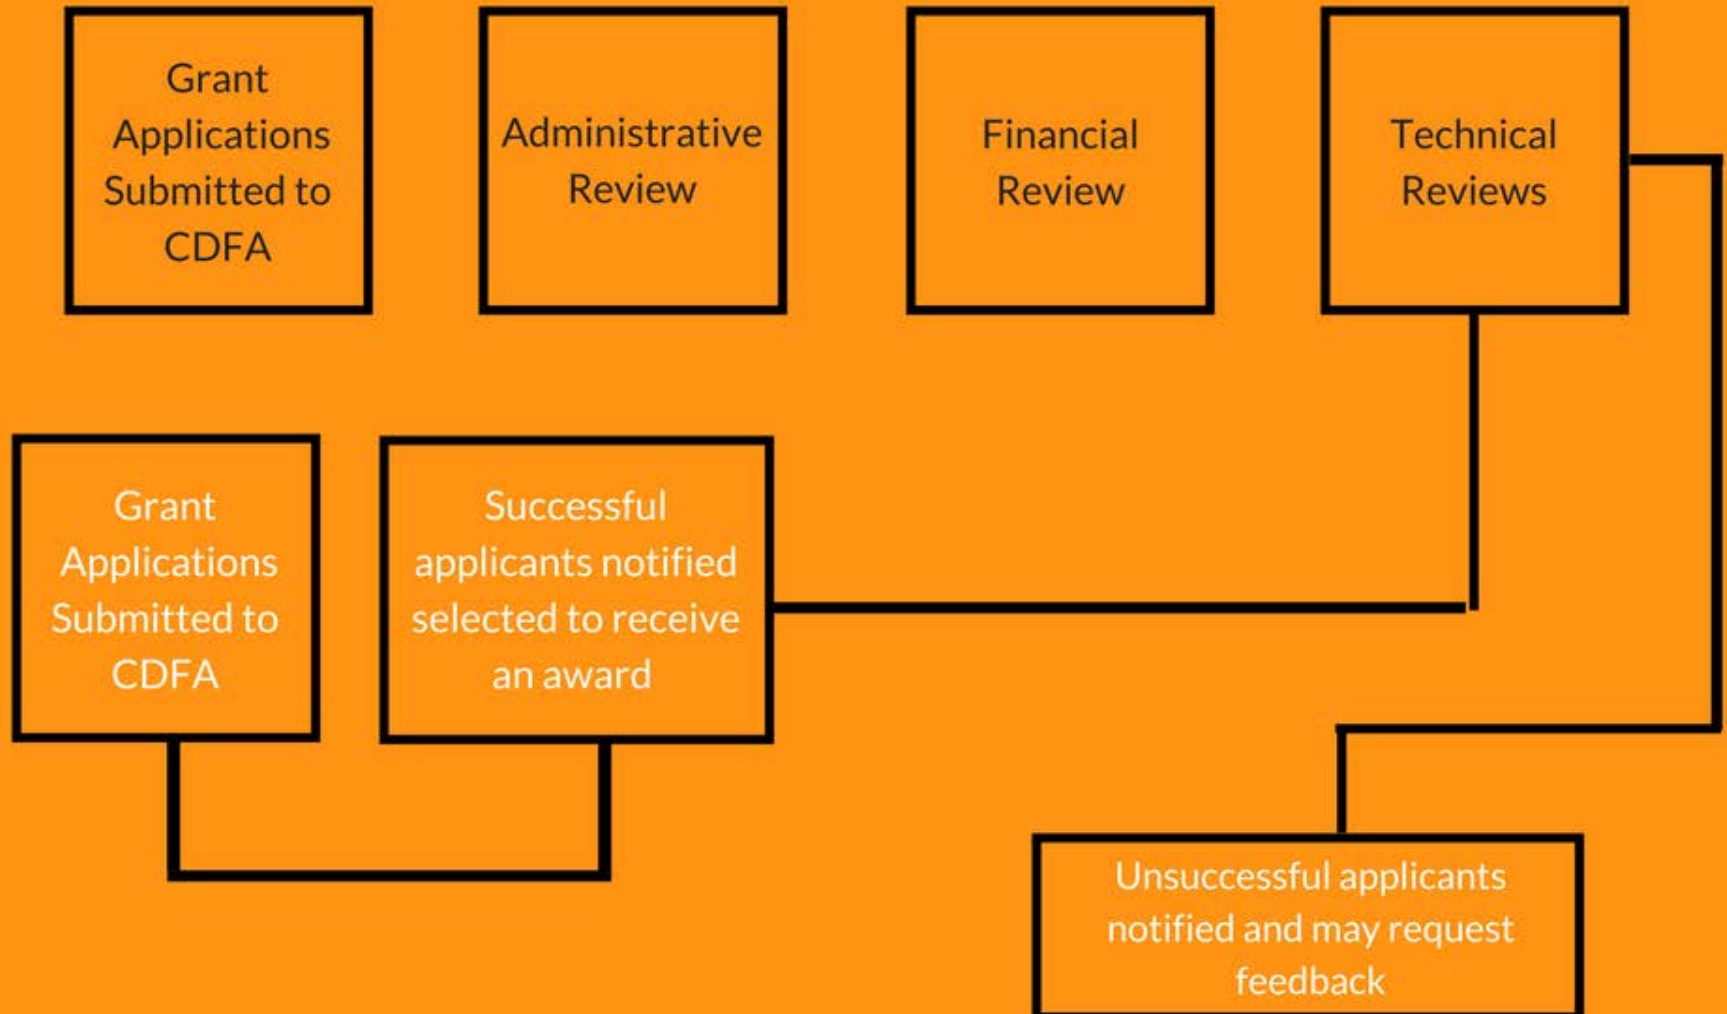 Grant
Applications
Submitted to
CDFA
Administrative
Review
Financial
Review
Technical
Reviews
Grant
Applications
Submitted to
CDFA
Successful
applicants notified
selected to receive
an award
Unsuccessful applicants
notified and may request
feedback